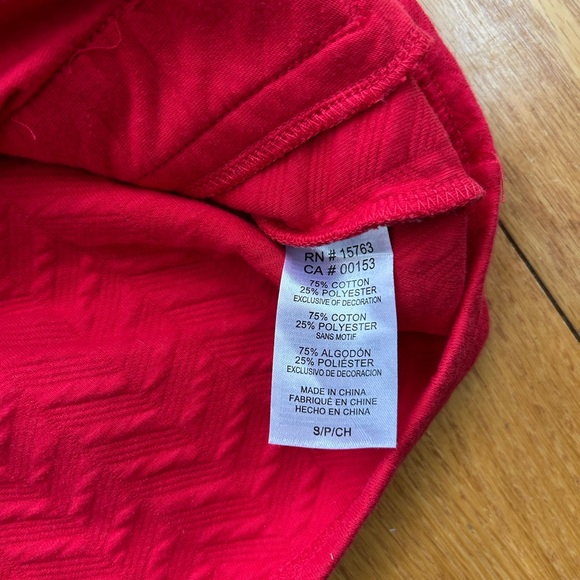 RN # 15763
CA # 00153
75% COTTON
25% POLYESTER
EXCLUSIVE OF DECORATION
75% COTON
25% POLYESTER
SANS MOTIF
75% ALGODÓN
25% POLIÉSTER
EXCLUSIVO DE DECORACION
MADE IN CHINA
FABRIQUÉ EN CHINE
HECHO EN CHINA
S/P/CH